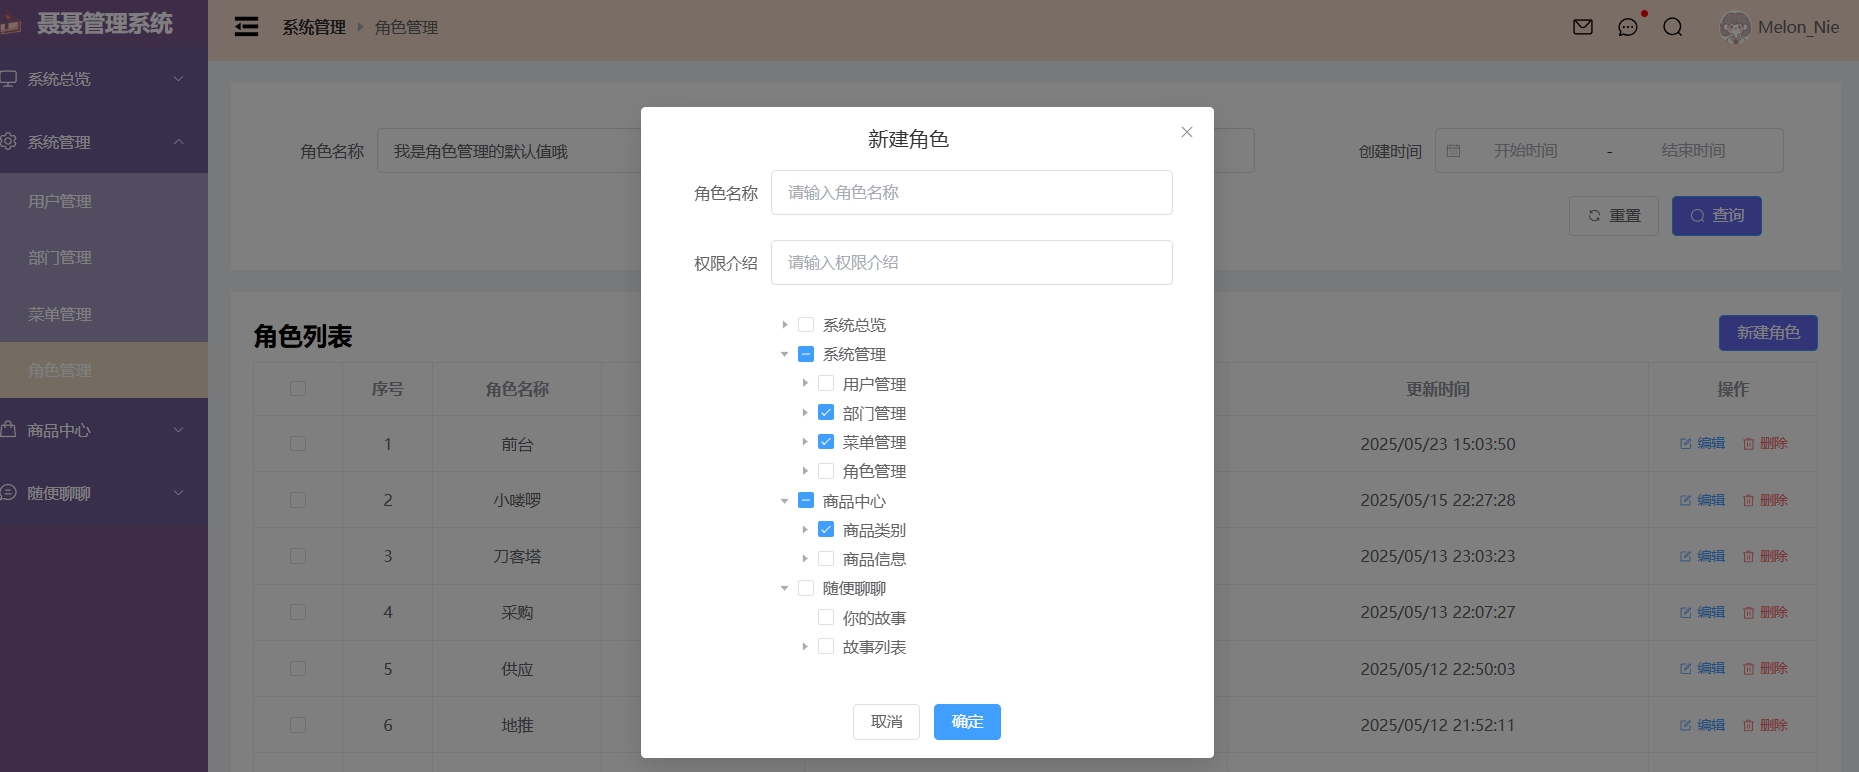 聂聂管理系统
系统总览
系统管理
用户管理
部门管理
菜单管理
角色管理
商品中心
随便聊聊
系统管理 角色管理
Melon_Nie
角色名称 我是角色管理的默认值哦
创建时间 开始时间 - 结束时间
重置 查询
角色列表
新建角色
序号 角色名称 更新时间 操作
1 前台 2025/05/23 15:03:50 编辑 删除
2 小喽啰 2025/05/15 22:27:28 编辑 删除
3 刀客塔 2025/05/13 23:03:23 编辑 删除
4 采购 2025/05/13 22:07:27 编辑 删除
5 供应 2025/05/12 22:50:03 编辑 删除
6 地推 2025/05/12 21:52:11 编辑 删除
新建角色
角色名称 请输入角色名称
权限介绍 请输入权限介绍
系统总览
系统管理
用户管理
部门管理
菜单管理
角色管理
商品中心
商品类别
商品信息
随便聊聊
你的故事
故事列表
取消 确定